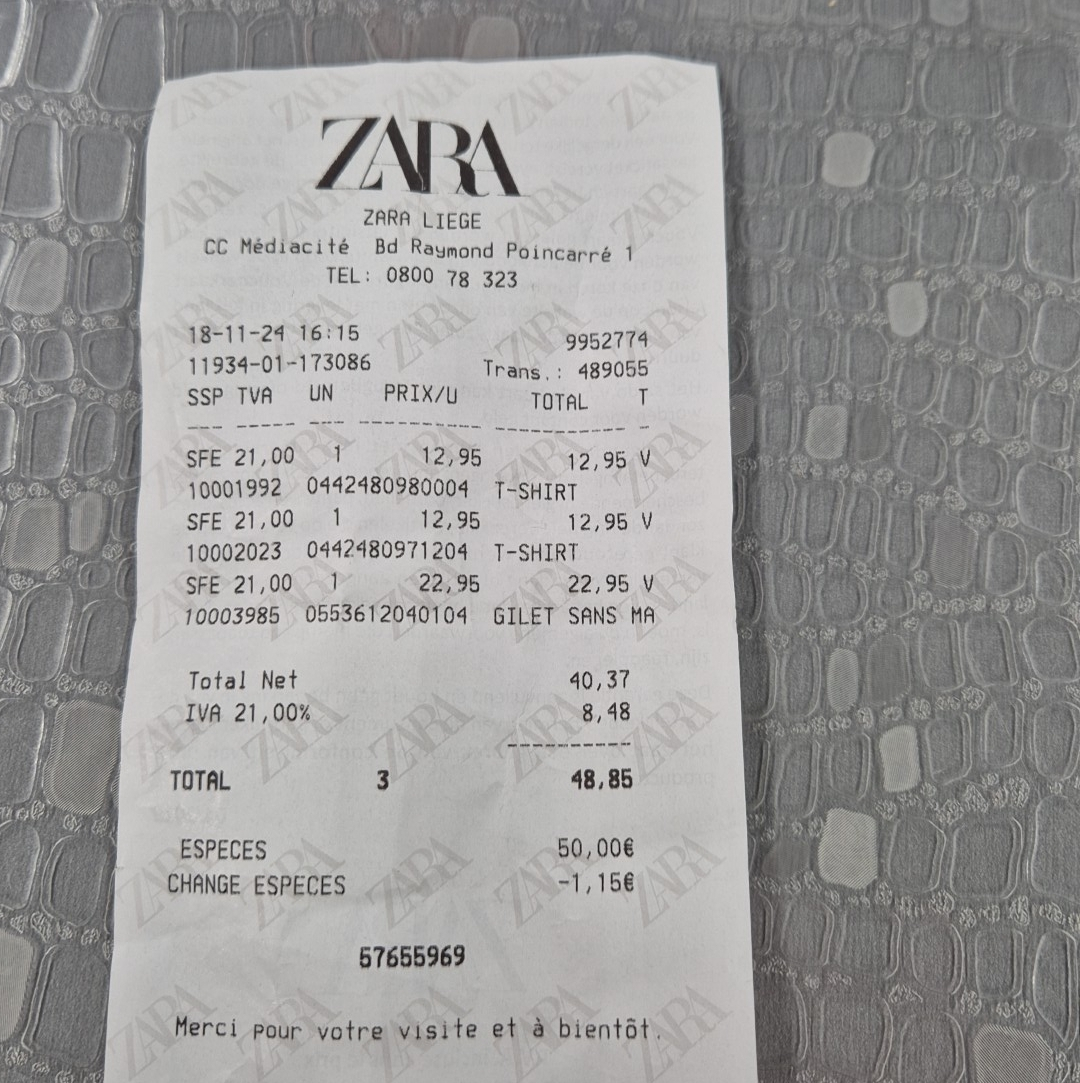 ZARA
ZARA LIEGE
CC Médiacité Bd Raymond Poincarré 1
TEL: 0800 78 323
18-11-24 16:15 9952774
11934-01-173086 Trans.: 489055
SSP TVA UN PRIX/U TOTAL T
SFE 21,00 1 12,95 12,95 V
10001992 0442480980004 T-SHIRT
SFE 21,00 1 12,95 12,95 V
10002023 0442480971204 T-SHIRT
SFE 21,00 1 22,95 22,95 V
10003985 0553612040104 GILET SANS MA
Total Net 40,37
IVA 21,00% 8,48
TOTAL 3 48,85
ESPECES 50,00€
CHANGE ESPECES -1,15€
57655969
Merci pour votre visite et à bientôt.